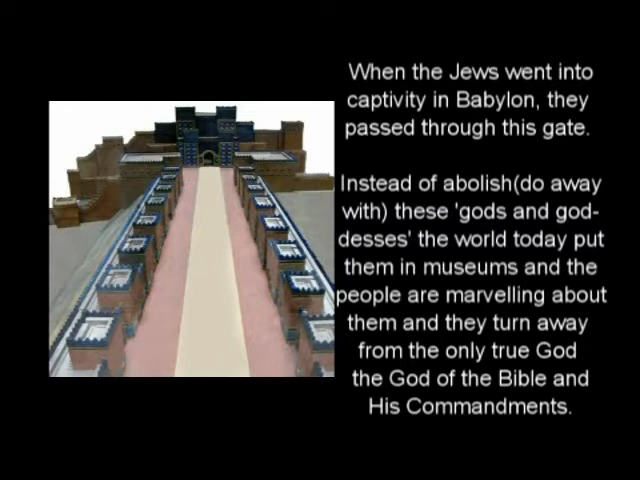 When the Jews went into
captivity in Babylon, they
passed through this gate.
Instead of abolish(do away
with) these 'gods and god-
desses' the world today put
them in museums and the
people are marvelling about
them and they turn away
from the only true God
the God of the Bible and
His Commandments.